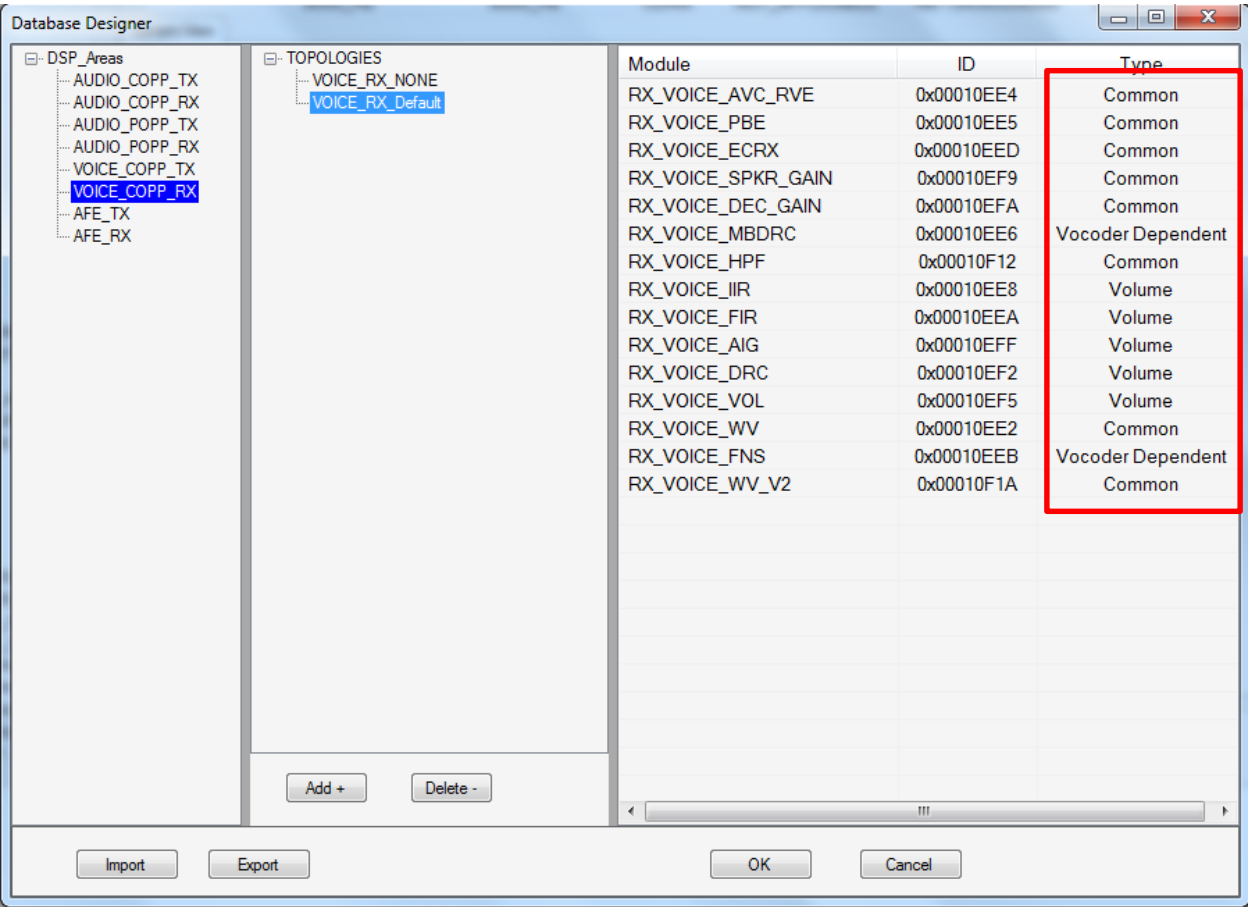 Database Designer
DSP_Areas
AUDIO_COPP_TX
AUDIO_COPP_RX
AUDIO_POPP_TX
AUDIO_POPP_RX
VOICE_COPP_TX
VOICE_COPP_RX
AFE_TX
AFE_RX
TOPOLOGIES
VOICE_RX_NONE
VOICE_RX_Default
Module ID Type
RX_VOICE_AVC_RVE 0x00010EE4 Common
RX_VOICE_PBE 0x00010EE5 Common
RX_VOICE_ECRX 0x00010EED Common
RX_VOICE_SPKR_GAIN 0x00010EF9 Common
RX_VOICE_DEC_GAIN 0x00010EFA Common
RX_VOICE_MBDRC 0x00010EE6 Vocoder Dependent
RX_VOICE_HPF 0x00010F12 Common
RX_VOICE_IIR 0x00010EE8 Volume
RX_VOICE_FIR 0x00010EEA Volume
RX_VOICE_AIG 0x00010EFF Volume
RX_VOICE_DRC 0x00010EF2 Volume
RX_VOICE_VOL 0x00010EF5 Volume
RX_VOICE_WV 0x00010EE2 Common
RX_VOICE_FNS 0x00010EEB Vocoder Dependent
RX_VOICE_WV_V2 0x00010F1A Common
Add + Delete -
Import Export OK Cancel